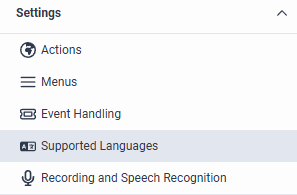 Settings
Actions
Menus
Event Handling
Supported Languages
Recording and Speech Recognition